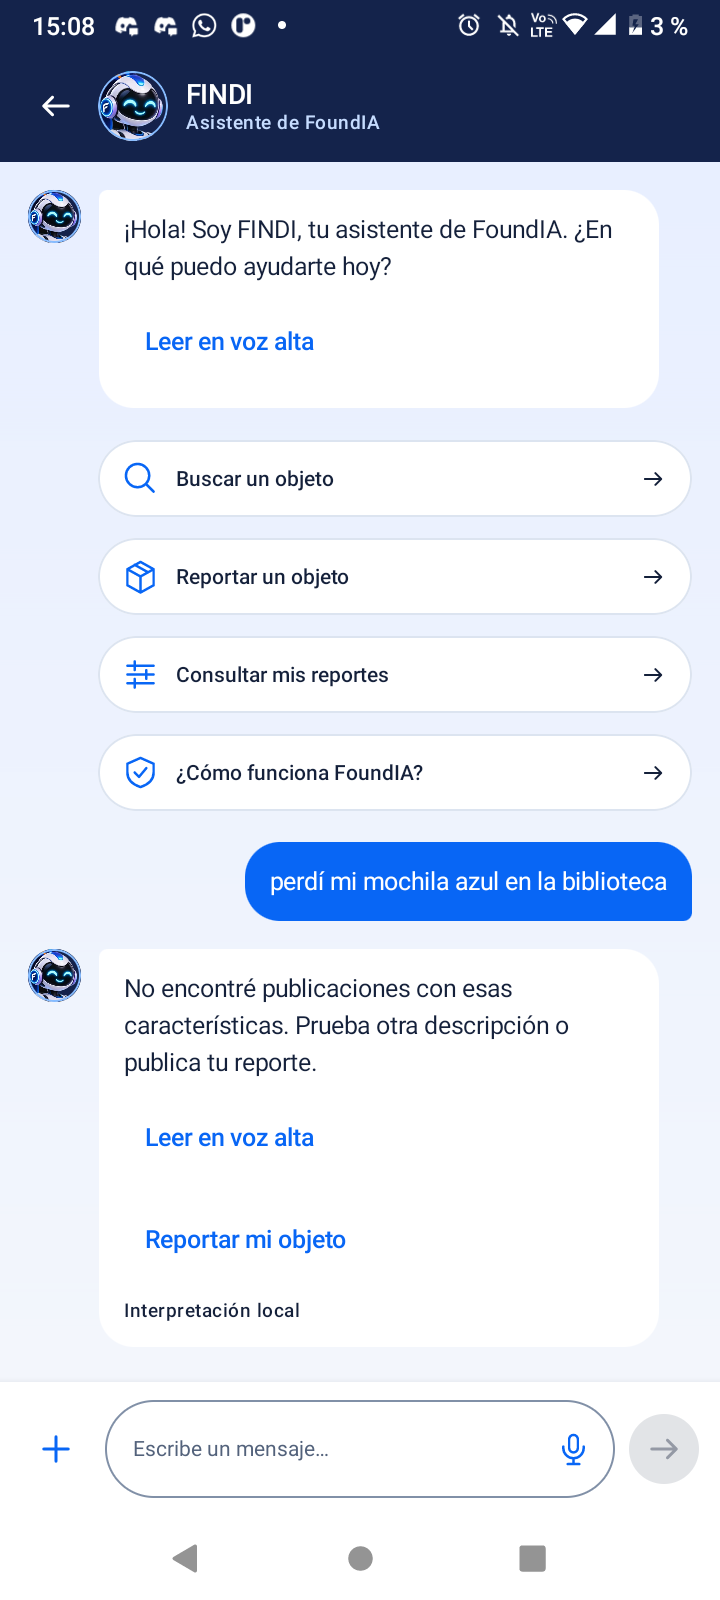 15:08
Vo
LTE
3 %
FINDI
Asistente de FoundIA
¡Hola! Soy FINDI, tu asistente de FoundIA. ¿En
qué puedo ayudarte hoy?
Leer en voz alta
Buscar un objeto
Reportar un objeto
Consultar mis reportes
¿Cómo funciona FoundIA?
perdí mi mochila azul en la biblioteca
No encontré publicaciones con esas
características. Prueba otra descripción o
publica tu reporte.
Leer en voz alta
Reportar mi objeto
Interpretación local
Escribe un mensaje...